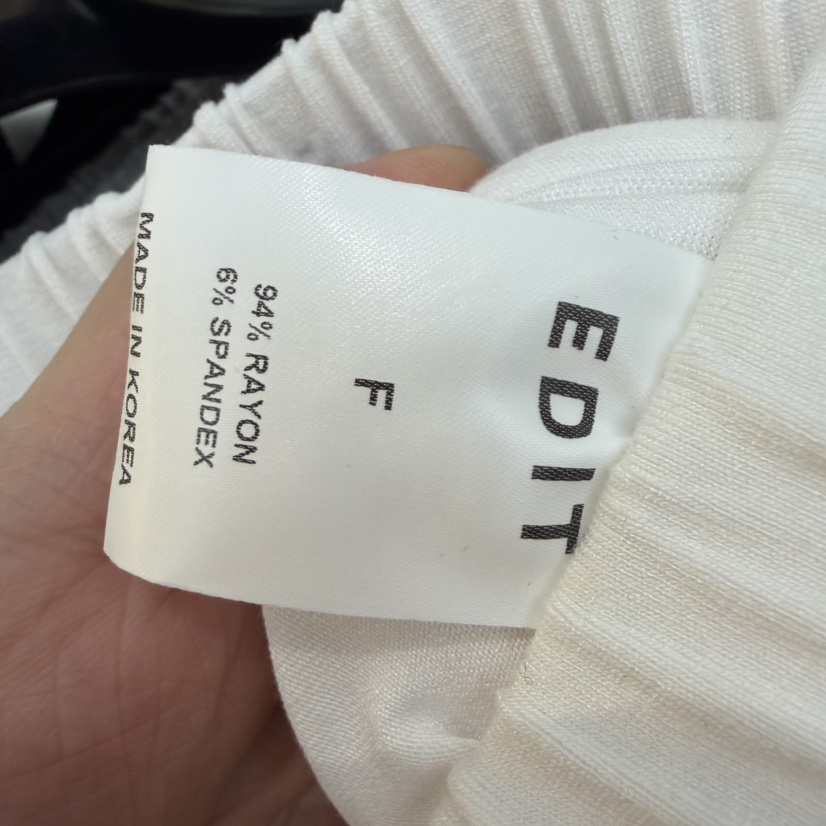 EDIT
F
94% RAYON
6% SPANDEX
MADE IN KOREA